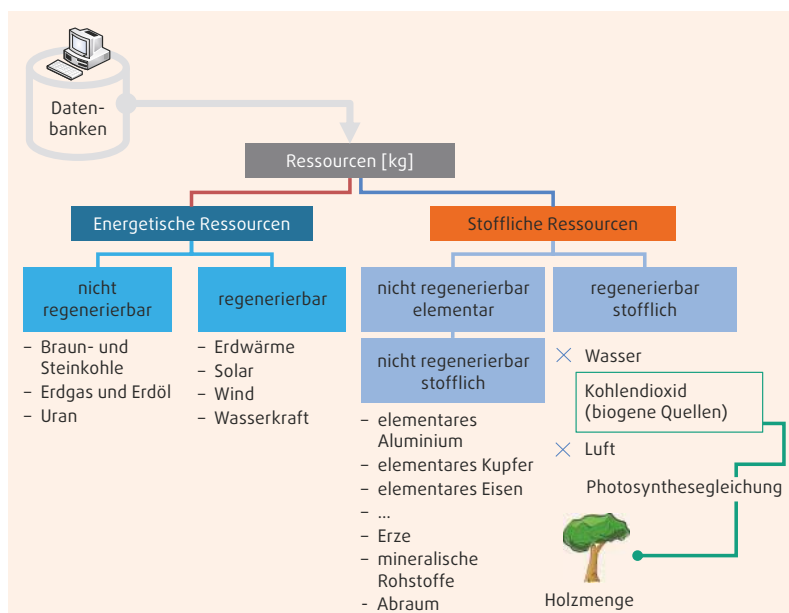 Daten-
banken
Ressourcen [kg]
Energetische Ressourcen
Stoffliche Ressourcen
nicht
regenerierbar
regenerierbar
nicht regenerierbar
elementar
regenerierbar
stofflich
nicht regenerierbar
stofflich
– Braun- und
Steinkohle
– Erdgas und Erdöl
– Uran
– Erdwärme
– Solar
– Wind
– Wasserkraft
– elementares
Aluminium
– elementares Kupfer
– elementares Eisen
– ...
– Erze
– mineralische
Rohstoffe
- Abraum
× Wasser
Kohlendioxid
(biogene Quellen)
× Luft
Photosynthesegleichung
Holzmenge